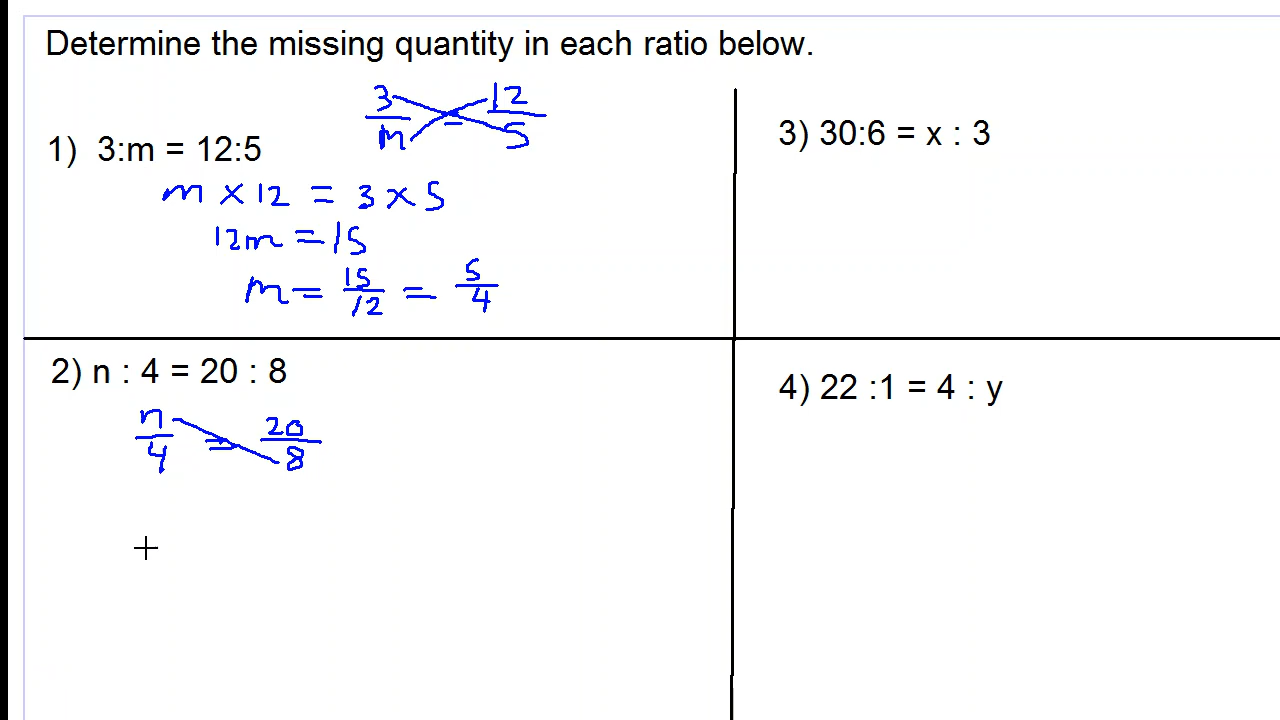 Determine the missing quantity in each ratio below.
3/m = 12/5
1) 3:m = 12:5
m × 12 = 3 × 5
12m = 15
m = 15/12 = 5/4
2) n : 4 = 20 : 8
n/4 = 20/8
3) 30:6 = x : 3
4) 22 :1 = 4 : y